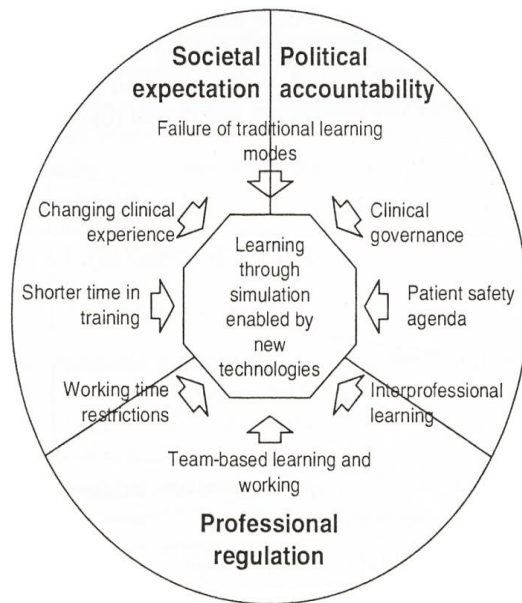 Societal
expectation
Political
accountability
Failure of traditional learning
modes
Changing clinical
experience
Clinical
governance
Learning
through
simulation
enabled by
new
technologies
Shorter time in
training
Patient safety
agenda
Working time
restrictions
Interprofessional
learning
Team-based learning and
working
Professional
regulation